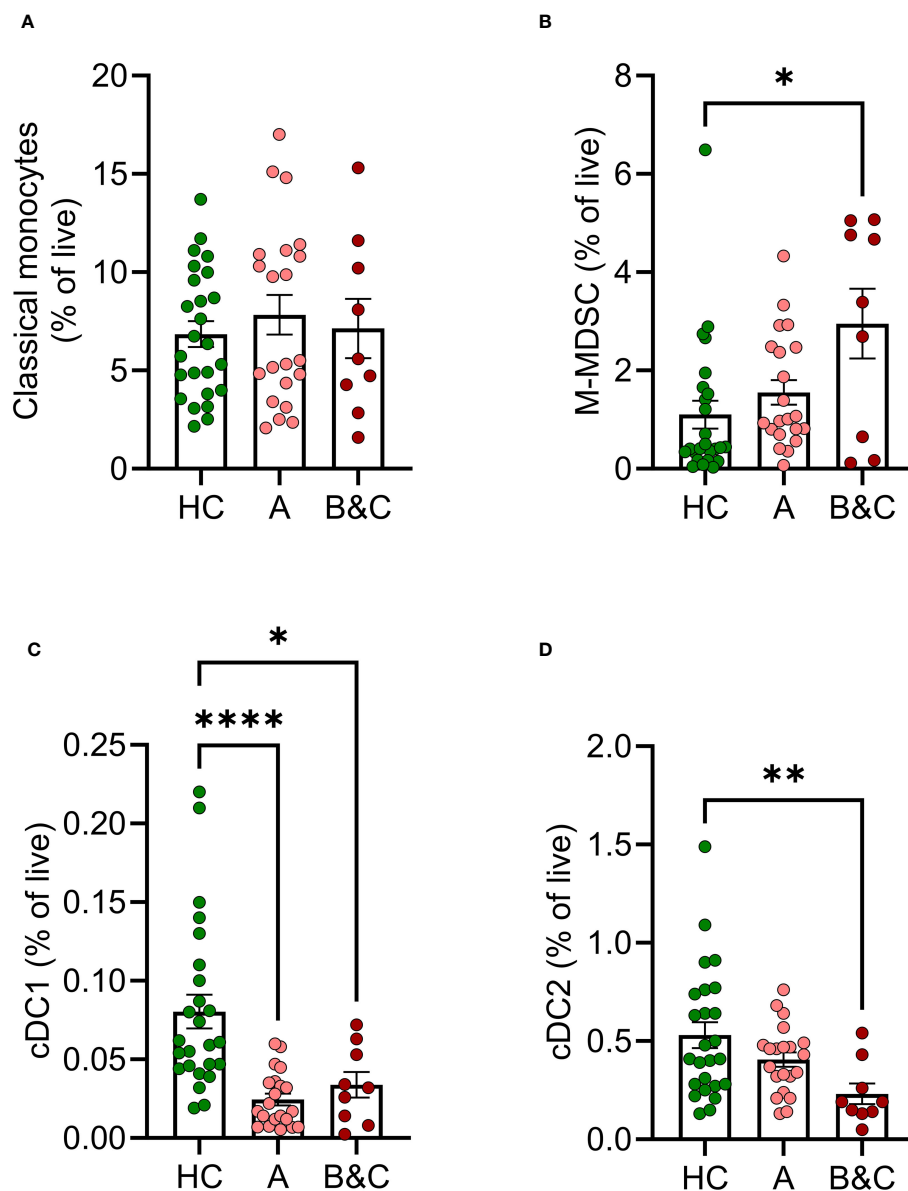 A
Classical monocytes
(% of live)
20
15
10
5
0
HC A B&C
B
M-MDSC (% of live)
8
6
4
2
0
*
HC A B&C
C
cDC1 (% of live)
0.25
0.20
0.15
0.10
0.05
0.00
*
****
HC A B&C
D
cDC2 (% of live)
2.0
1.5
1.0
0.5
0.0
**
HC A B&C